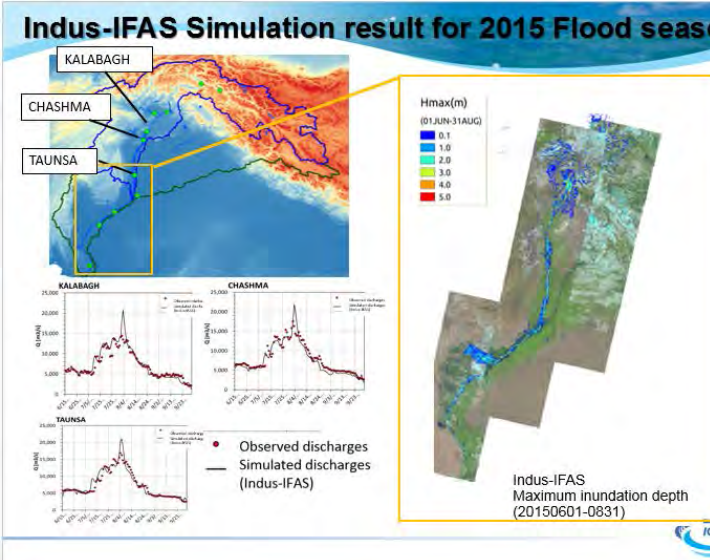 Indus-IFAS Simulation result for 2015 Flood seas
KALABAGH
CHASHMA
TAUNSA
Hmax(m)
(01JUN-31AUG)
0.1
1.0
2.0
3.0
4.0
5.0
KALABAGH
25,000
20,000
15,000
10,000
5,000
0
CHASHMA
25,000
20,000
15,000
10,000
5,000
0
TAUNSA
25,000
20,000
15,000
10,000
5,000
0
Observed discharges
Simulated discharges
(Indus-IFAS)
Indus-IFAS
Maximum inundation depth
(20150601-0831)